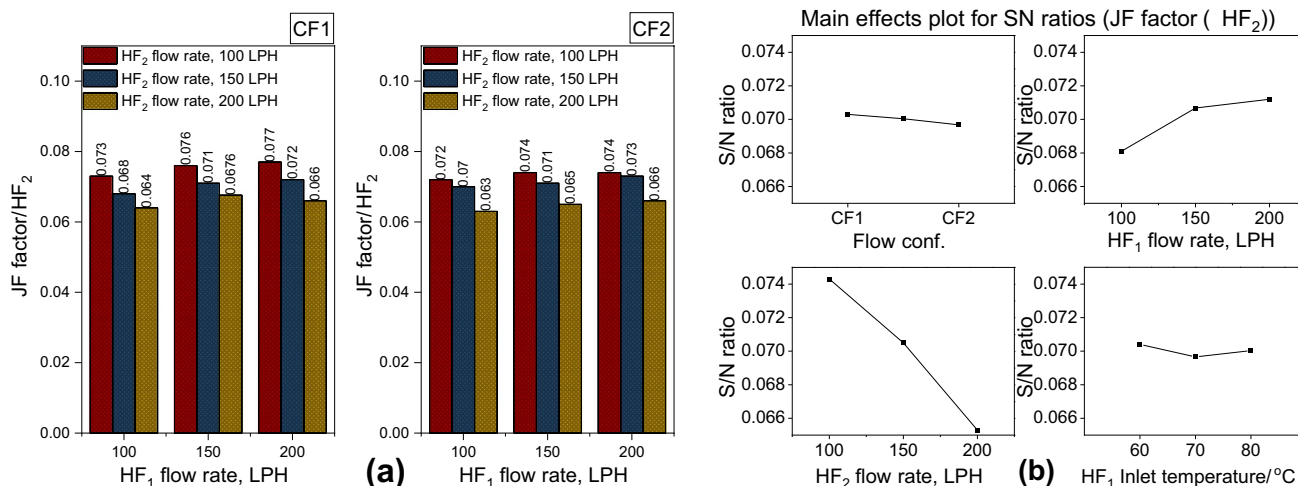 CF1
HF2 flow rate, 100 LPH
HF2 flow rate, 150 LPH
HF2 flow rate, 200 LPH
JF factor/HF2
0.10
0.08
0.06
0.04
0.02
0.00
0.073
0.068
0.064
0.076
0.071
0.0676
0.077
0.072
0.066
100
150
200
HF1 flow rate, LPH
(a)
CF2
HF2 flow rate, 100 LPH
HF2 flow rate, 150 LPH
HF2 flow rate, 200 LPH
JF factor/HF2
0.10
0.08
0.06
0.04
0.02
0.00
0.072
0.07
0.063
0.074
0.071
0.065
0.074
0.073
0.066
100
150
200
HF1 flow rate, LPH
Main effects plot for SN ratios (JF factor ( HF2))
S/N ratio
0.074
0.072
0.070
0.068
0.066
CF1
CF2
Flow conf.
S/N ratio
0.074
0.072
0.070
0.068
0.066
100
150
200
HF1 flow rate, LPH
S/N ratio
0.074
0.072
0.070
0.068
0.066
100
150
200
HF2 flow rate, LPH
(b)
S/N ratio
0.074
0.072
0.070
0.068
0.066
60
70
80
HF1 Inlet temperature/°C